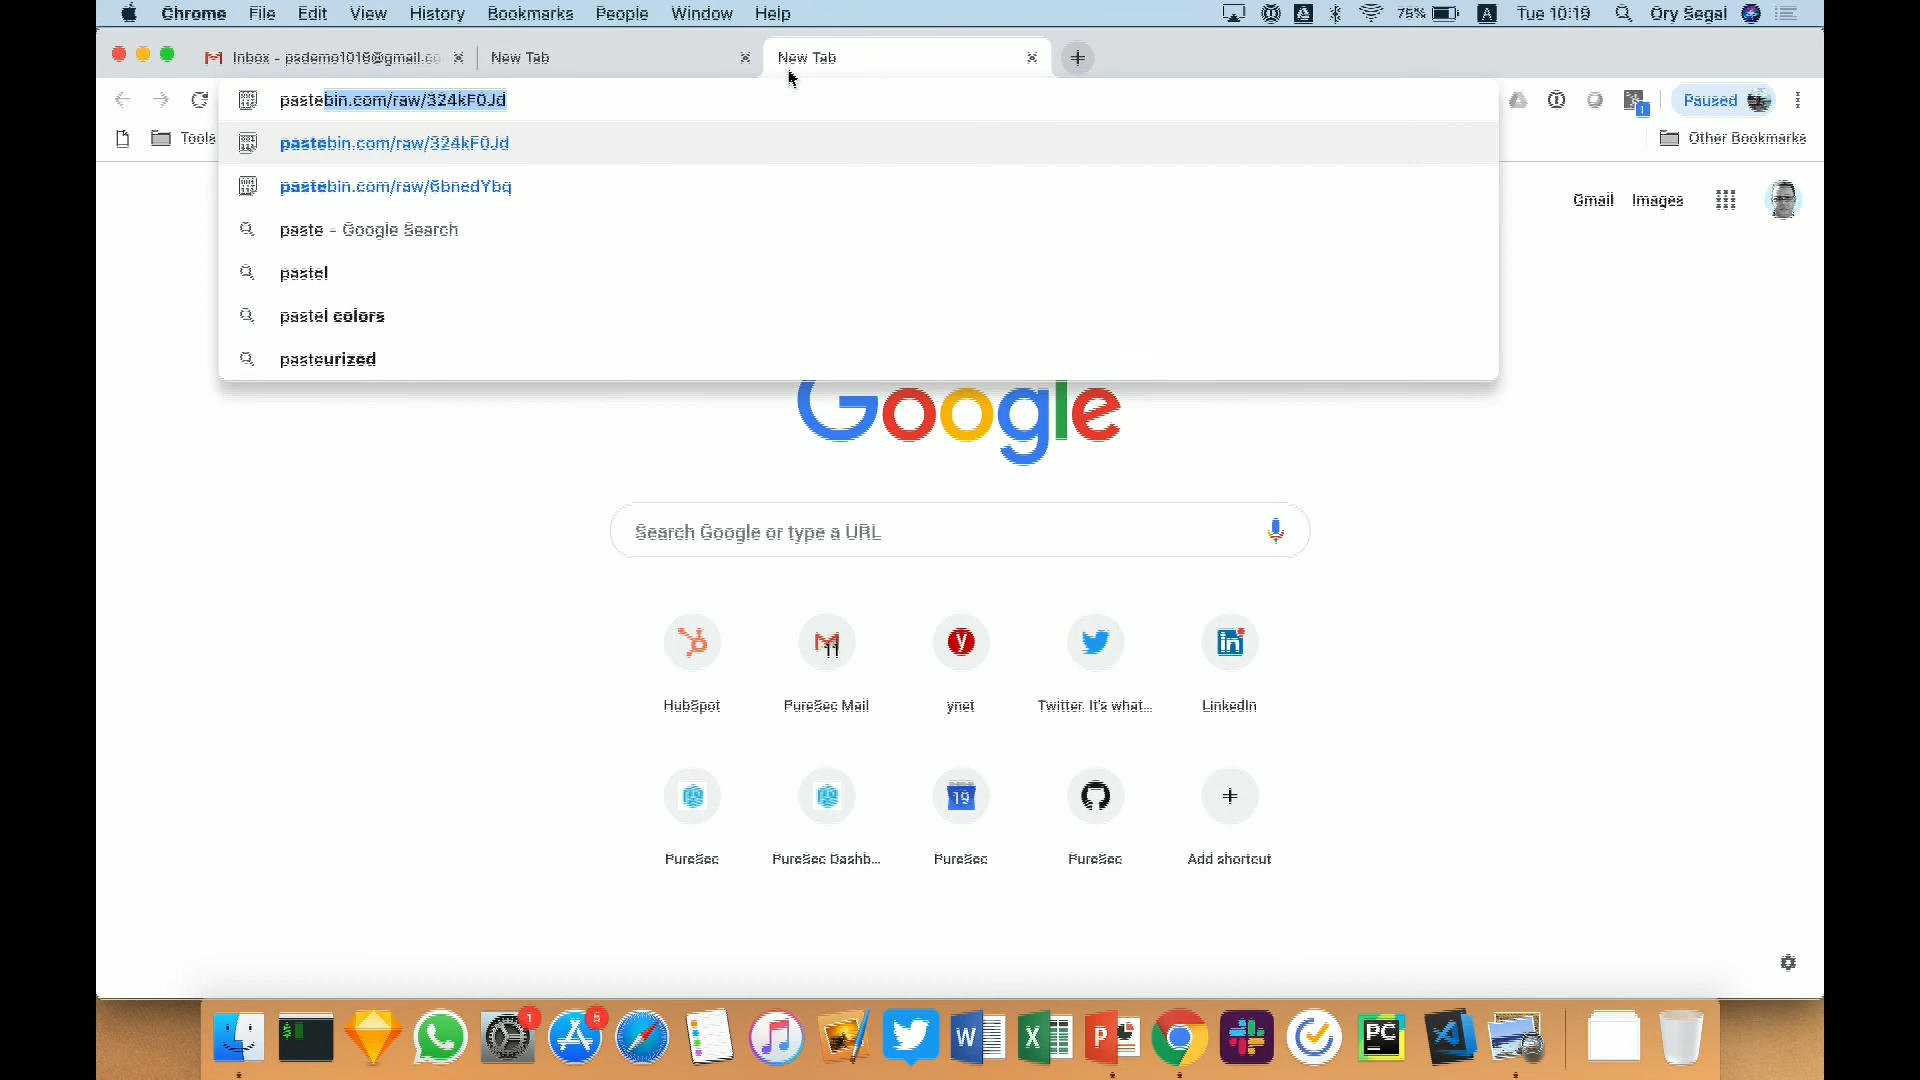 Chrome File Edit View History Bookmarks People Window Help 75% A Tue 10:19 Ory Segal
Inbox - psdemo1016@gmail.co New Tab New Tab
pastebin.com/raw/324kF0Jd Paused
pastebin.com/raw/324kF0Jd
Tools Other Bookmarks
pastebin.com/raw/6bnedYbq
Gmail Images
paste - Google Search
pastel
pastel colors
pasteurized
Google
Search Google or type a URL
HubSpot PureSec Mail ynet Twitter. It's what... LinkedIn
19
PureSec PureSec Dashb... PureSec PureSec Add shortcut